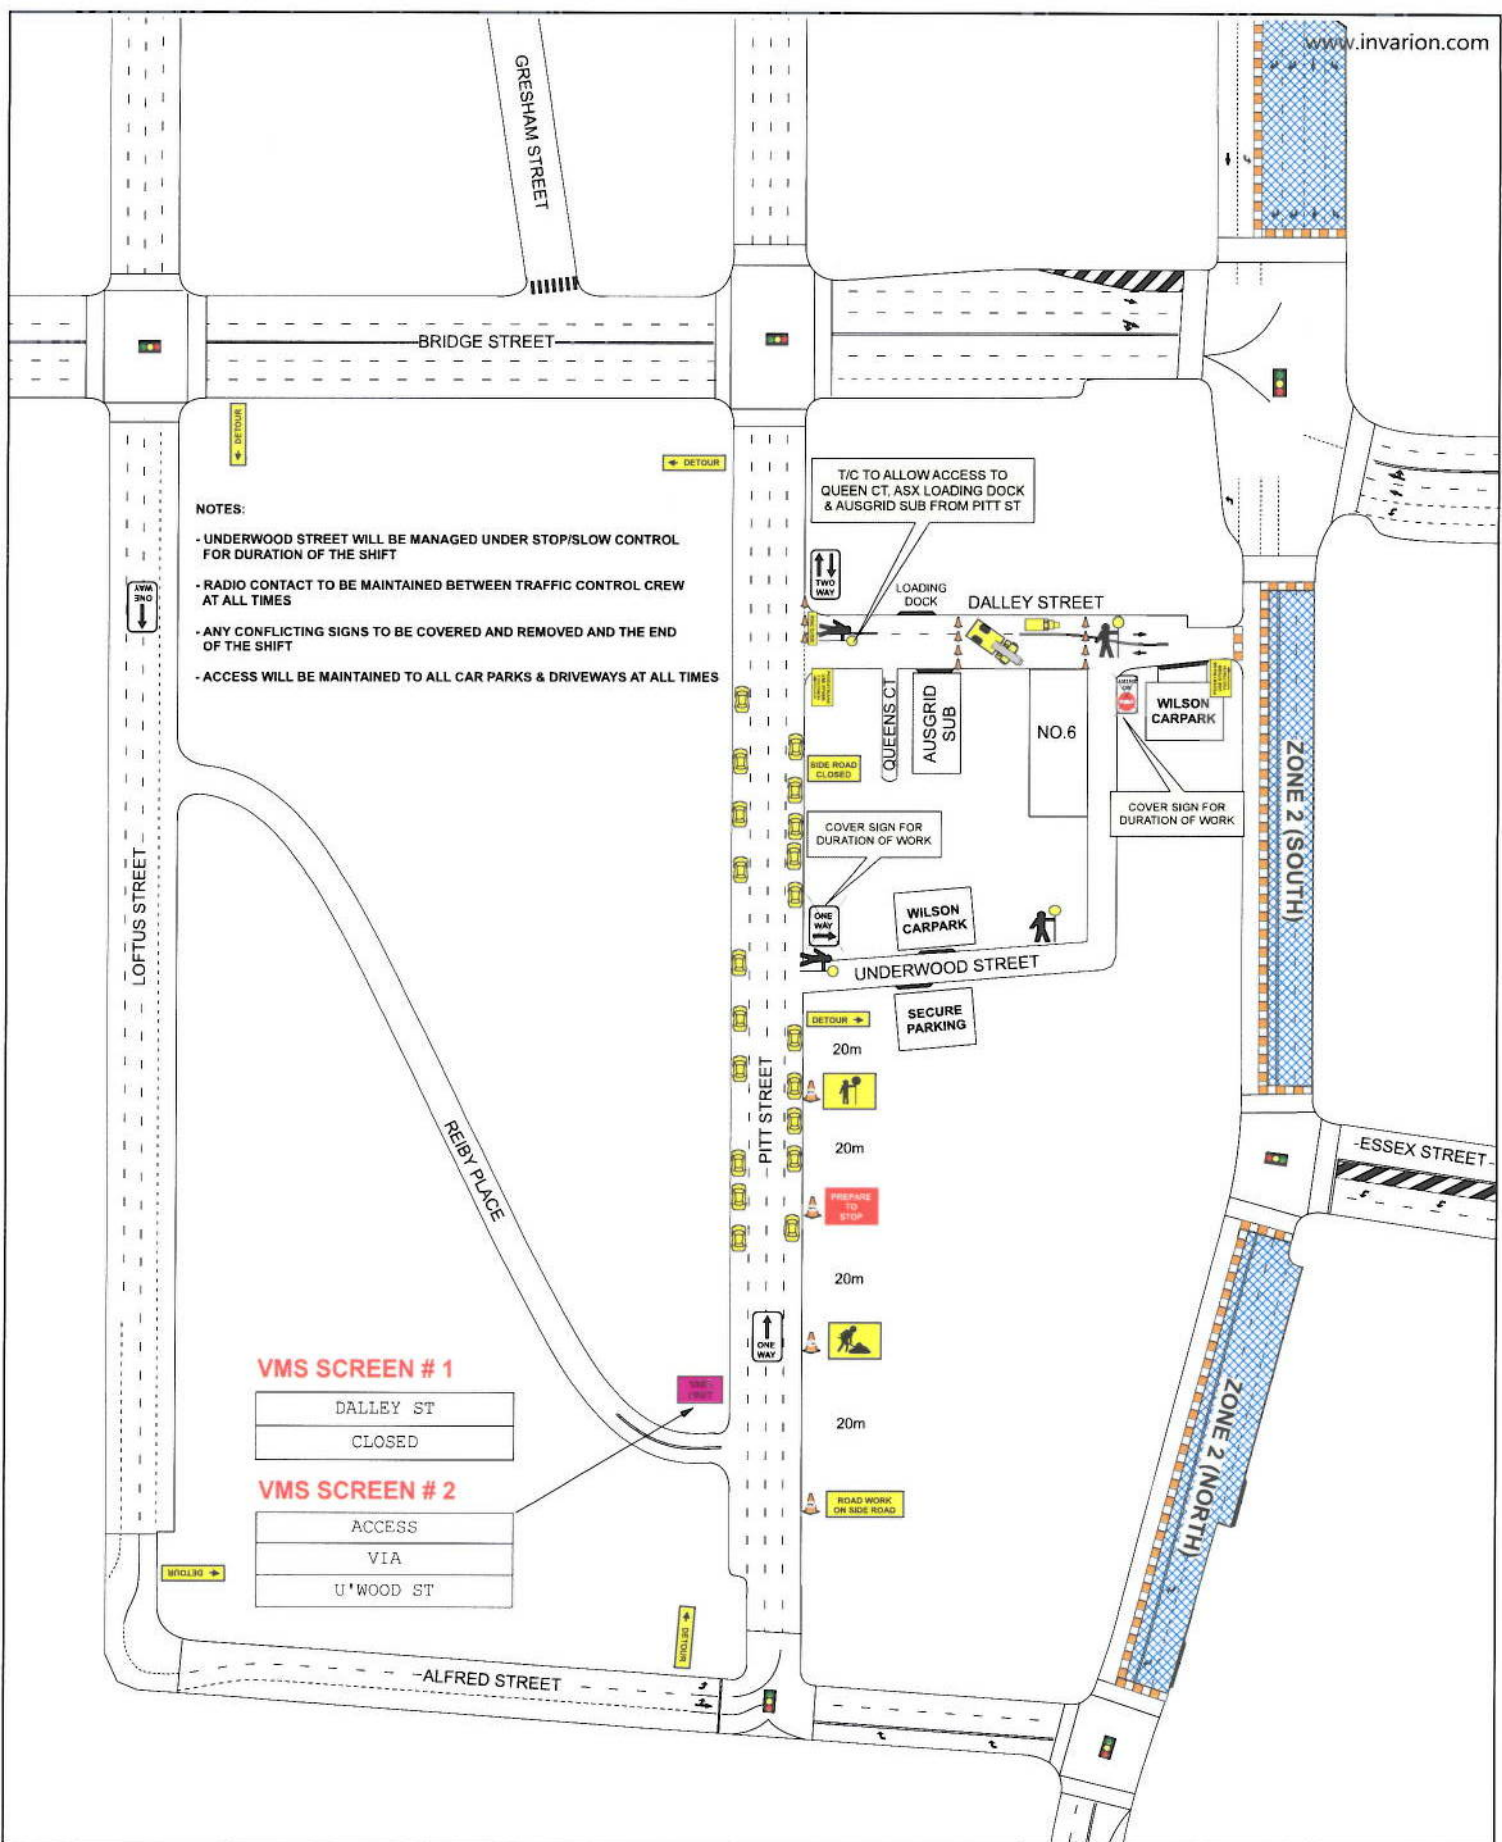 www.invarion.com
GRESHAM STREET
BRIDGE STREET
← DETOUR
← DETOUR
NOTES:
- UNDERWOOD STREET WILL BE MANAGED UNDER STOP/SLOW CONTROL
FOR DURATION OF THE SHIFT
- RADIO CONTACT TO BE MAINTAINED BETWEEN TRAFFIC CONTROL CREW
AT ALL TIMES
- ANY CONFLICTING SIGNS TO BE COVERED AND REMOVED AND THE END
OF THE SHIFT
- ACCESS WILL BE MAINTAINED TO ALL CAR PARKS & DRIVEWAYS AT ALL TIMES
T/C TO ALLOW ACCESS TO
QUEEN CT, ASX LOADING DOCK
& AUSGRID SUB FROM PITT ST
TWO
WAY
LOADING
DOCK
DALLEY STREET
ONE
WAY
QUEENS CT
AUSGRID
SUB
NO.6
WILSON
CARPARK
SIDE ROAD
CLOSED
COVER SIGN FOR
DURATION OF WORK
COVER SIGN FOR
DURATION OF WORK
ZONE 2 (SOUTH)
LOFTUS STREET
ONE
WAY
WILSON
CARPARK
UNDERWOOD STREET
SECURE
PARKING
DETOUR →
20m
PITT STREET
REIBY PLACE
20m
ESSEX STREET
PREPARE
TO
STOP
20m
ONE
WAY
VMS SCREEN # 1
DALLEY ST
CLOSED
20m
ZONE 2 (NORTH)
VMS SCREEN # 2
ACCESS
VIA
U'WOOD ST
ROAD WORK
ON SIDE ROAD
← DETOUR
← DETOUR
ALFRED STREET